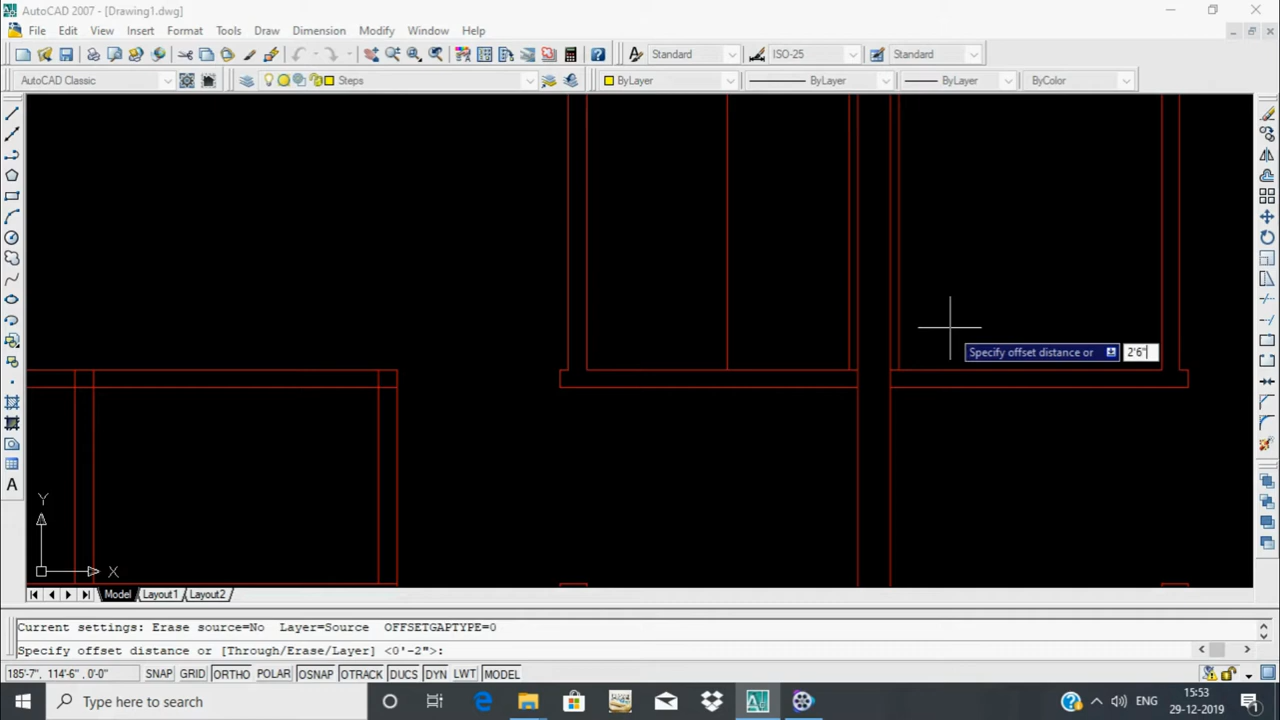 AutoCAD 2007 - [Drawing1.dwg]
File Edit View Insert Format Tools Draw Dimension Modify Window Help
Standard ISO-25 Standard
AutoCAD Classic Steps ByLayer ByLayer ByLayer ByColor
Specify offset distance or 2'6"
A
Y
X
Model Layout1 Layout2
Current settings: Erase source=No Layer=Source OFFSETGAPTYPE=0
Specify offset distance or [Through/Erase/Layer] <0'-2">:
185'-7", 114'-6", 0'-0" SNAP GRID ORTHO POLAR OSNAP OTRACK DUCS DYN LWT MODEL
Type here to search ENG 15:53
29-12-2019